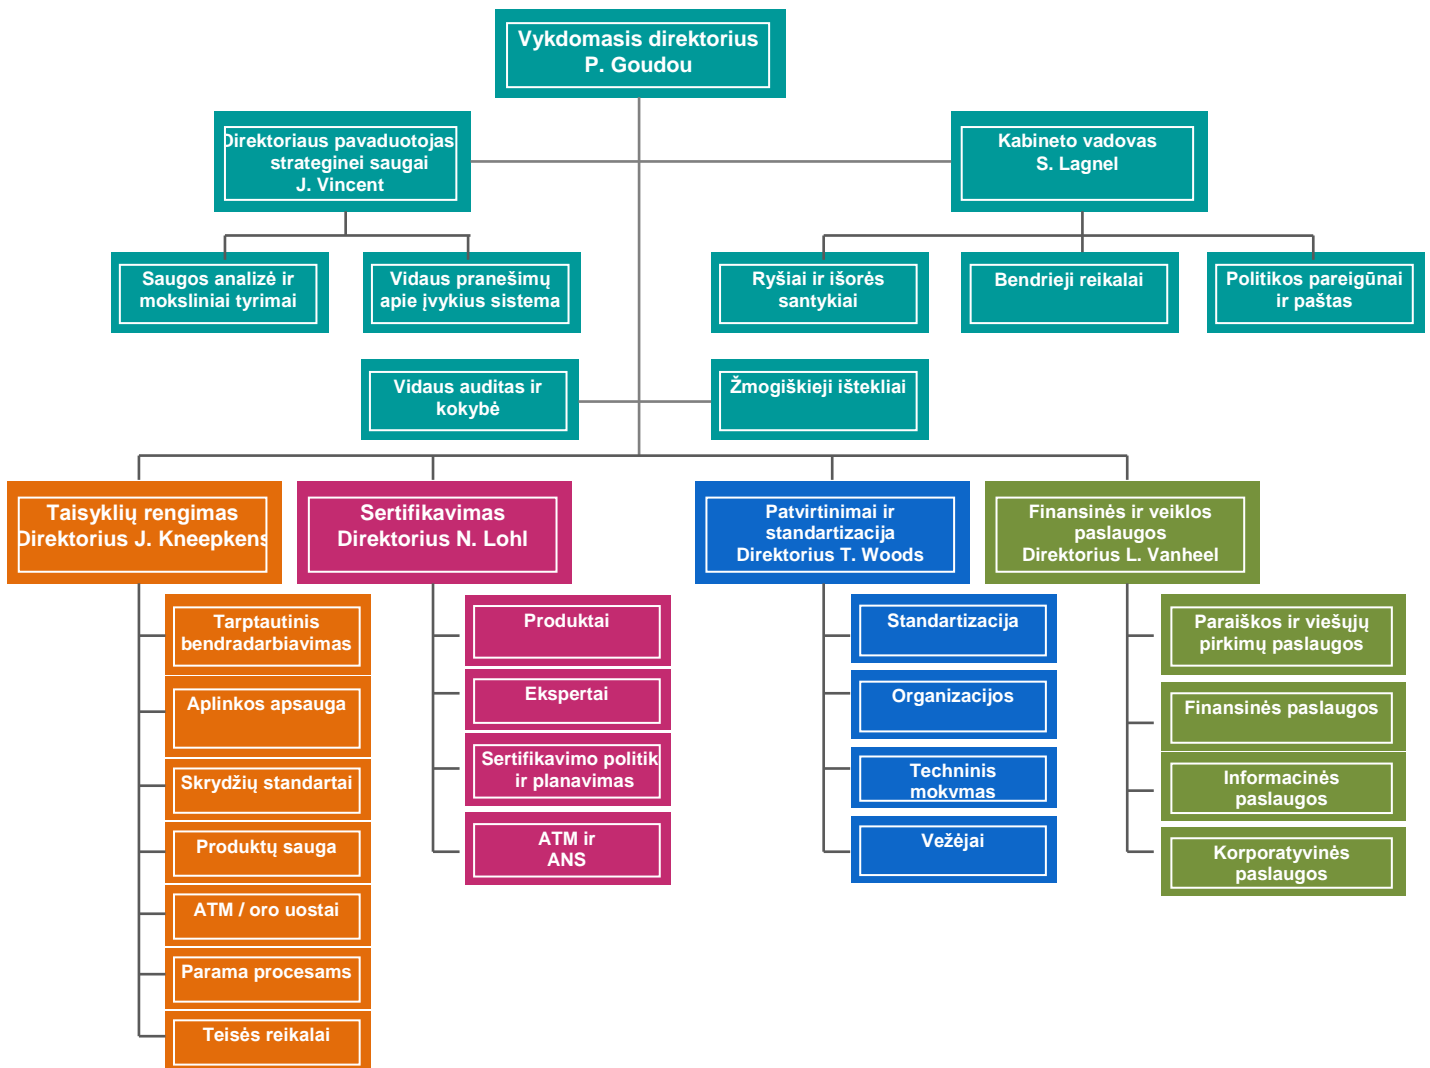 Vykdomasis direktorius
P. Goudou
Direktoriaus pavaduotojas
strateginei saugai
J. Vincent
Kabineto vadovas
S. Lagnel
Saugos analizė ir
moksliniai tyrimai
Vidaus pranešimų
apie įvykius sistema
Ryšiai ir išorės
santykiai
Bendrieji reikalai
Politikos pareigūnai
ir paštas
Vidaus auditas ir
kokybė
Žmogiškieji ištekliai
Taisyklių rengimas
Direktorius J. Kneepkens
Sertifikavimas
Direktorius N. Lohl
Patvirtinimai ir
standartizacija
Direktorius T. Woods
Finansinės ir veiklos
paslaugos
Direktorius L. Vanheel
Tarptautinis
bendradarbiavimas
Aplinkos apsauga
Skrydžių standartai
Produktų sauga
ATM / oro uostai
Parama procesams
Teisės reikalai
Produktai
Ekspertai
Sertifikavimo politik
ir planavimas
ATM ir
ANS
Standartizacija
Organizacijos
Techninis
mokymas
Vežėjai
Paraiškos ir viešųjų
pirkimų paslaugos
Finansinės paslaugos
Informacinės
paslaugos
Korporatyvinės
paslaugos